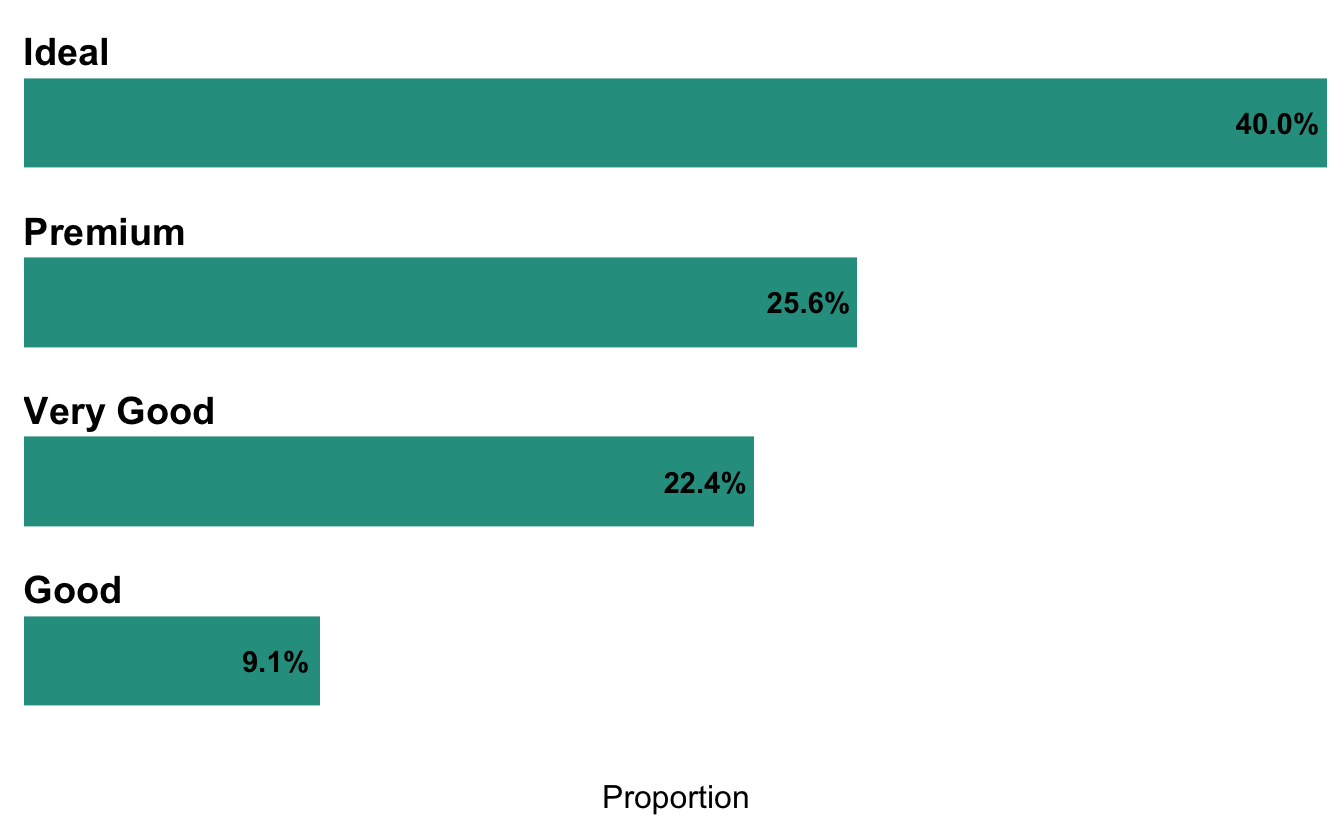 Ideal
40.0%
Premium
25.6%
Very Good
22.4%
Good
9.1%
Proportion